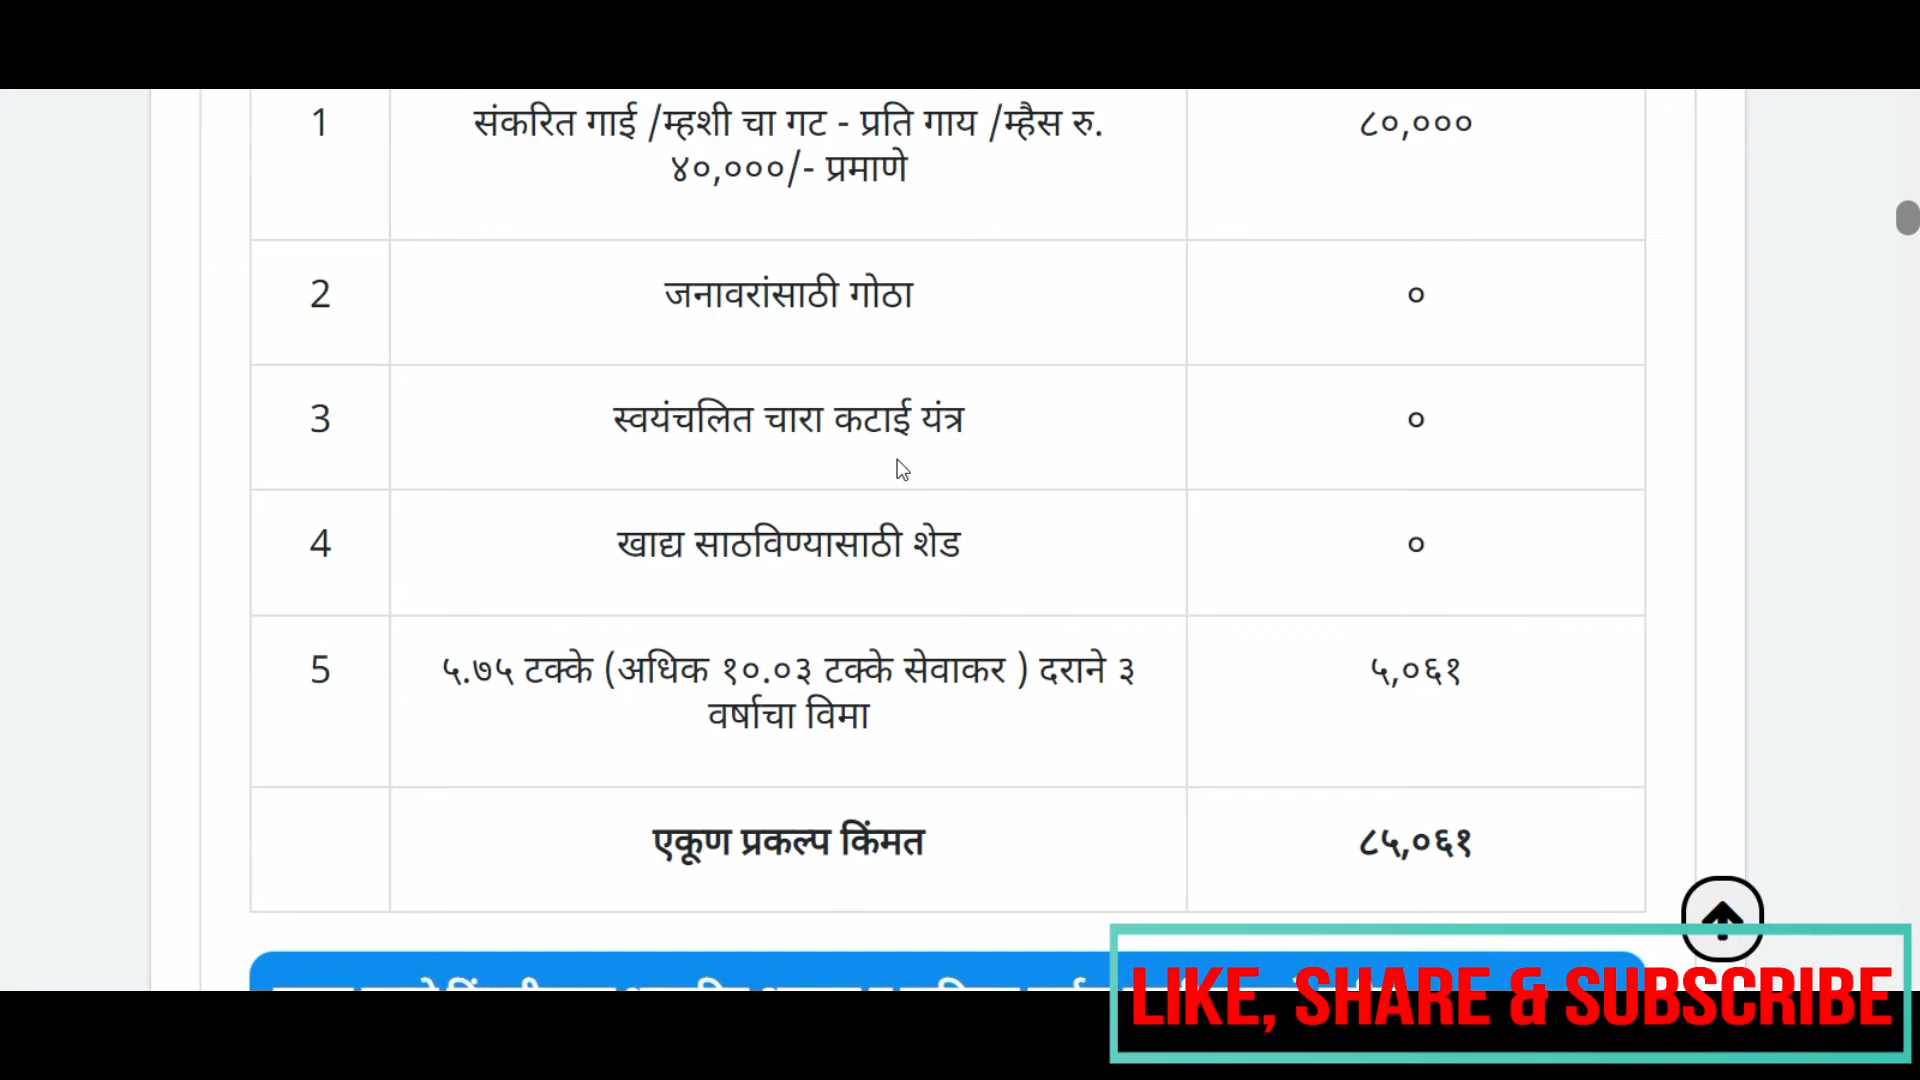 1 संकरित गाई /म्हशी चा गट - प्रति गाय /म्हैस रु. ८०,०००
४०,०००/- प्रमाणे
2 जनावरांसाठी गोठा ०
3 स्वयंचलित चारा कटाई यंत्र ०
4 खाद्य साठविण्यासाठी शेड ०
5 ५.७५ टक्के (अधिक १०.०३ टक्के सेवाकर ) दराने ३ ५,०६१
वर्षाचा विमा
एकूण प्रकल्प किंमत ८५,०६१
LIKE, SHARE & SUBSCRIBE